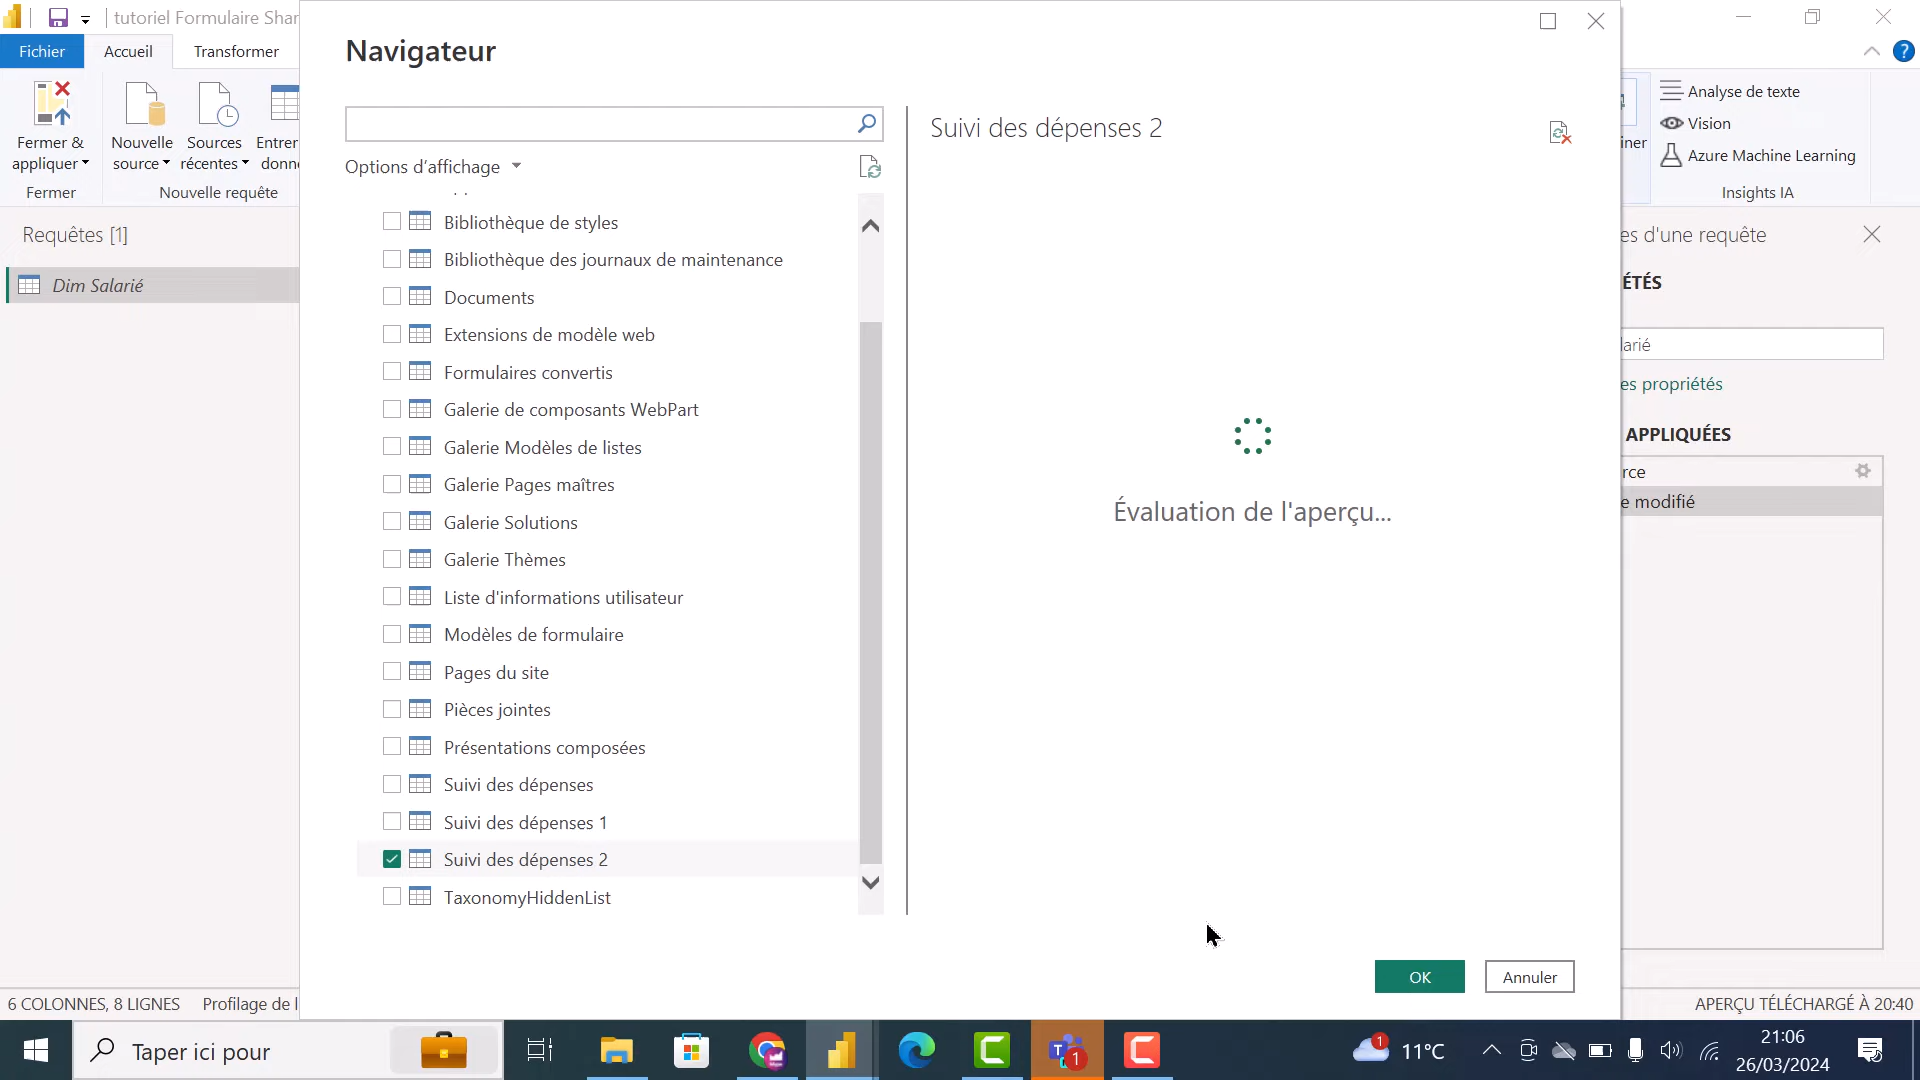 tutoriel Formulaire Shar
Fichier
Accueil
Transformer
?
Fermer &
appliquer
Nouvelle
source
Sources
récentes
Entrer
donn
Fermer
Nouvelle requête
Analyse de texte
Vision
Azure Machine Learning
iner
Insights IA
Requêtes [1]
Dim Salarié
Navigateur
Options d’affichage
Bibliothèque de styles
Bibliothèque des journaux de maintenance
Documents
Extensions de modèle web
Formulaires convertis
Galerie de composants WebPart
Galerie Modèles de listes
Galerie Pages maîtres
Galerie Solutions
Galerie Thèmes
Liste d'informations utilisateur
Modèles de formulaire
Pages du site
Pièces jointes
Présentations composées
Suivi des dépenses
Suivi des dépenses 1
Suivi des dépenses 2
TaxonomyHiddenList
Suivi des dépenses 2
Évaluation de l'aperçu...
OK
Annuler
es d'une requête
ÉTÉS
larié
es propriétés
APPLIQUÉES
rce
e modifié
6 COLONNES, 8 LIGNES
Profilage de l
APERÇU TÉLÉCHARGÉ À 20:40
Taper ici pour
1
1
11°C
21:06
26/03/2024